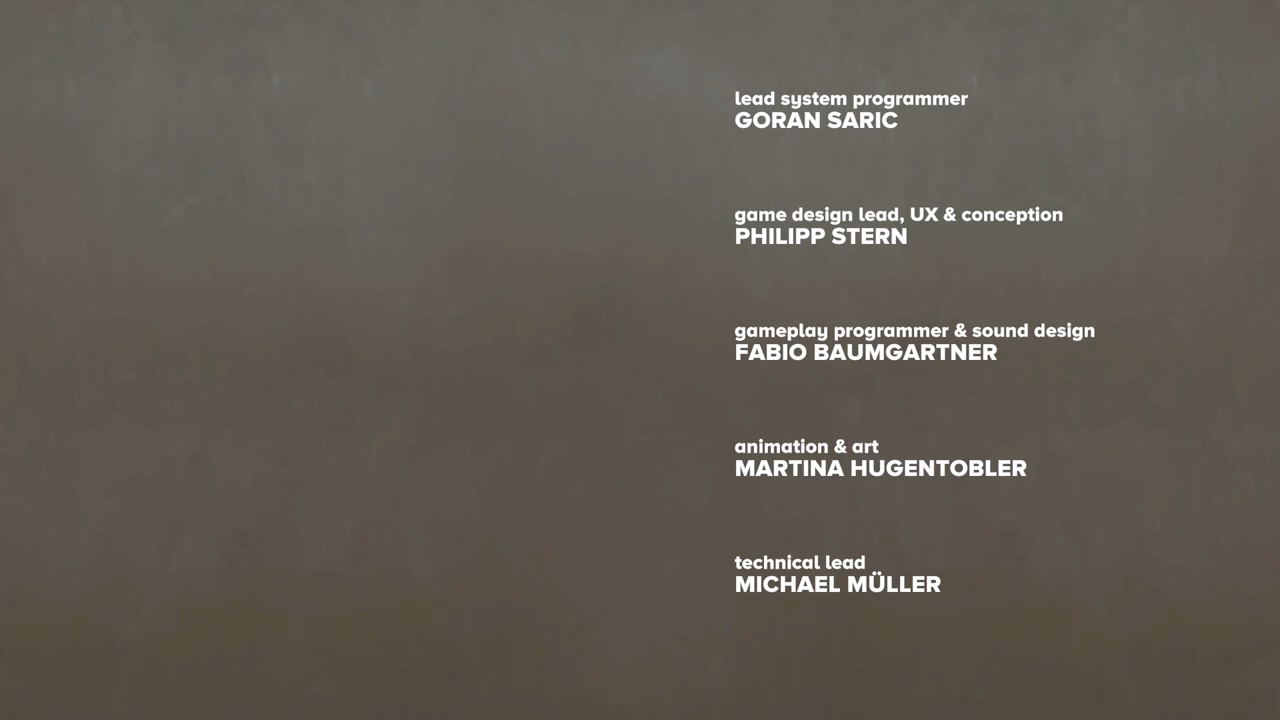 lead system programmer
GORAN SARIC
game design lead, UX & conception
PHILIPP STERN
gameplay programmer & sound design
FABIO BAUMGARTNER
animation & art
MARTINA HUGENTOBLER
technical lead
MICHAEL MÜLLER